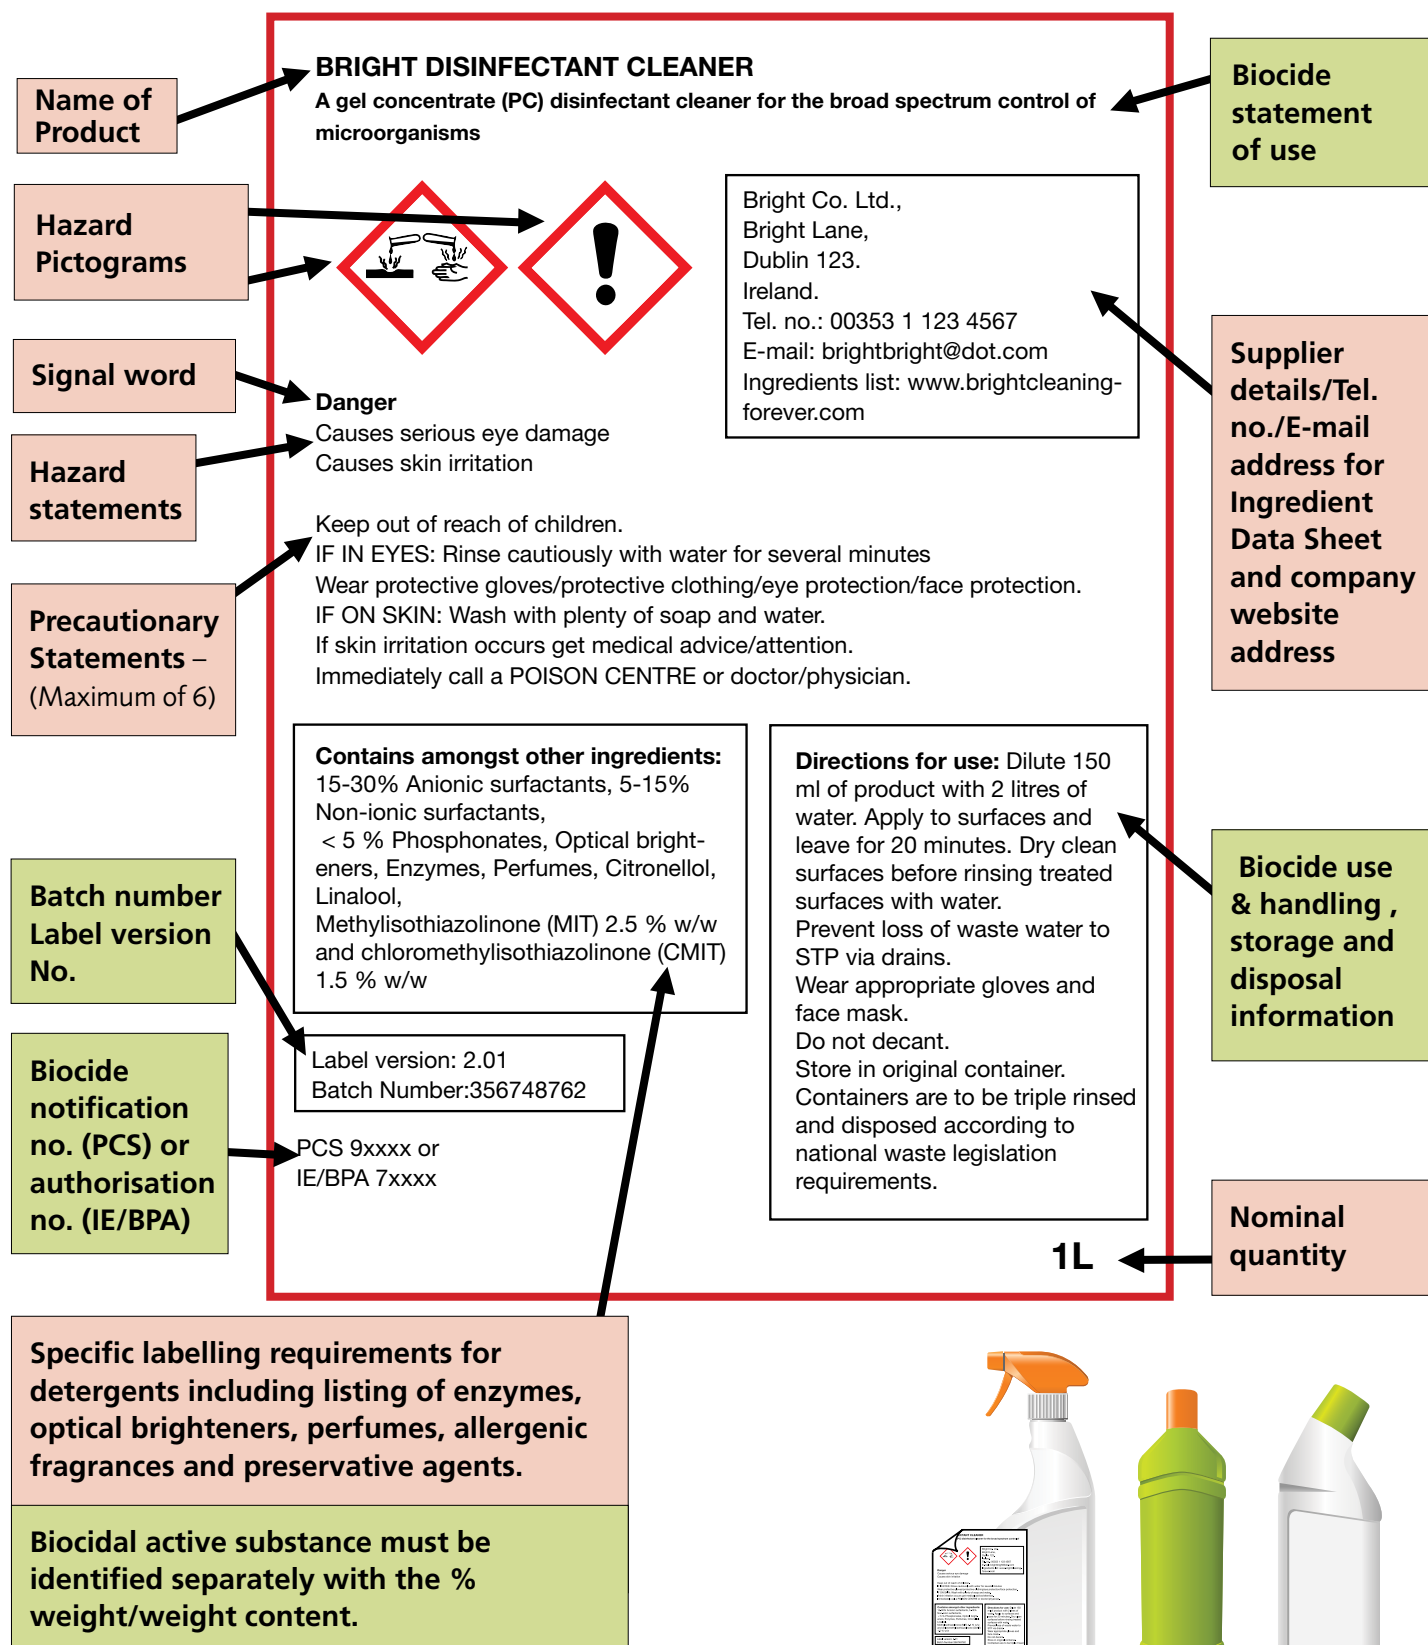 BRIGHT DISINFECTANT CLEANER
A gel concentrate (PC) disinfectant cleaner for the broad spectrum control of
microorganisms
Name of
Product
Biocide
statement
of use
Hazard
Pictograms
Bright Co. Ltd.,
Bright Lane,
Dublin 123.
Ireland.
Tel. no.: 00353 1 123 4567
E-mail: brightbright@dot.com
Ingredients list: www.brightcleaning-
forever.com
Supplier
details/Tel.
no./E-mail
address for
Ingredient
Data Sheet
and company
website
address
Signal word
Danger
Causes serious eye damage
Causes skin irritation
Hazard
statements
Keep out of reach of children.
IF IN EYES: Rinse cautiously with water for several minutes
Wear protective gloves/protective clothing/eye protection/face protection.
IF ON SKIN: Wash with plenty of soap and water.
If skin irritation occurs get medical advice/attention.
Immediately call a POISON CENTRE or doctor/physician.
Precautionary
Statements –
(Maximum of 6)
Contains amongst other ingredients:
15-30% Anionic surfactants, 5-15%
Non-ionic surfactants,
< 5 % Phosphonates, Optical bright-
eners, Enzymes, Perfumes, Citronellol,
Linalool,
Methylisothiazolinone (MIT) 2.5 % w/w
and chloromethylisothiazolinone (CMIT)
1.5 % w/w
Directions for use: Dilute 150
ml of product with 2 litres of
water. Apply to surfaces and
leave for 20 minutes. Dry clean
surfaces before rinsing treated
surfaces with water.
Prevent loss of waste water to
STP via drains.
Wear appropriate gloves and
face mask.
Do not decant.
Store in original container.
Containers are to be triple rinsed
and disposed according to
national waste legislation
requirements.
Biocide use
& handling ,
storage and
disposal
information
Batch number
Label version
No.
Label version: 2.01
Batch Number:356748762
Biocide
notification
no. (PCS) or
authorisation
no. (IE/BPA)
PCS 9xxxx or
IE/BPA 7xxxx
1L
Nominal
quantity
Specific labelling requirements for
detergents including listing of enzymes,
optical brighteners, perfumes, allergenic
fragrances and preservative agents.
Biocidal active substance must be
identified separately with the %
weight/weight content.